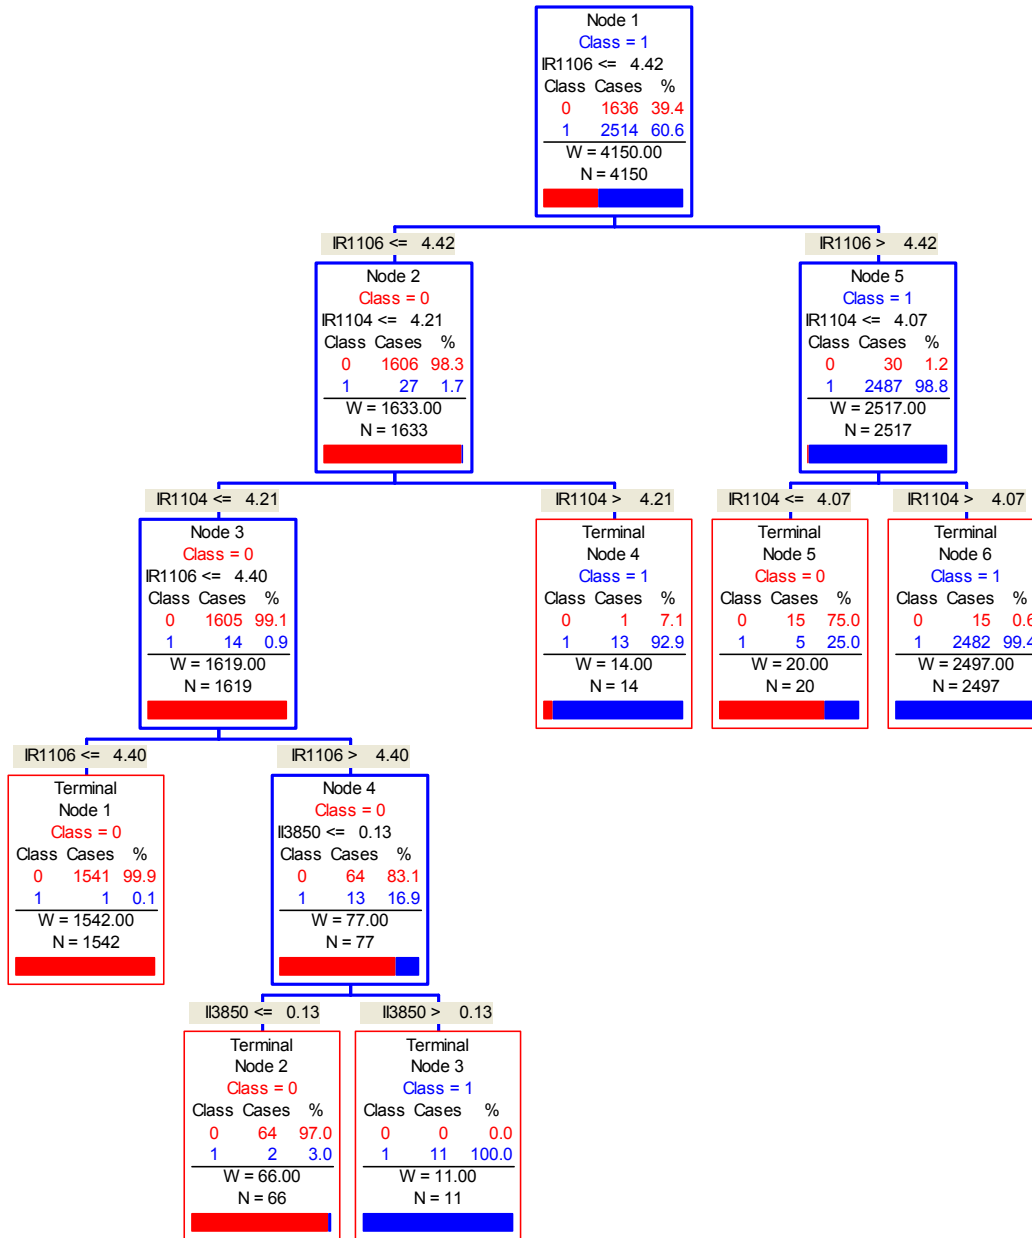 Node 1
Class = 1
IR1106 <= 4.42
Class Cases %
0 1636 39.4
1 2514 60.6
W = 4150.00
N = 4150
IR1106 <= 4.42
IR1106 > 4.42
Node 2
Class = 0
IR1104 <= 4.21
Class Cases %
0 1606 98.3
1 27 1.7
W = 1633.00
N = 1633
Node 5
Class = 1
IR1104 <= 4.07
Class Cases %
0 30 1.2
1 2487 98.8
W = 2517.00
N = 2517
IR1104 <= 4.21
IR1104 > 4.21
IR1104 <= 4.07
IR1104 > 4.07
Node 3
Class = 0
IR1106 <= 4.40
Class Cases %
0 1605 99.1
1 14 0.9
W = 1619.00
N = 1619
Terminal
Node 4
Class = 1
Class Cases %
0 1 7.1
1 13 92.9
W = 14.00
N = 14
Terminal
Node 5
Class = 0
Class Cases %
0 15 75.0
1 5 25.0
W = 20.00
N = 20
Terminal
Node 6
Class = 1
Class Cases %
0 15 0.6
1 2482 99.4
W = 2497.00
N = 2497
IR1106 <= 4.40
IR1106 > 4.40
Terminal
Node 1
Class = 0
Class Cases %
0 1541 99.9
1 1 0.1
W = 1542.00
N = 1542
Node 4
Class = 0
II3850 <= 0.13
Class Cases %
0 64 83.1
1 13 16.9
W = 77.00
N = 77
II3850 <= 0.13
II3850 > 0.13
Terminal
Node 2
Class = 0
Class Cases %
0 64 97.0
1 2 3.0
W = 66.00
N = 66
Terminal
Node 3
Class = 1
Class Cases %
0 0 0.0
1 11 100.0
W = 11.00
N = 11